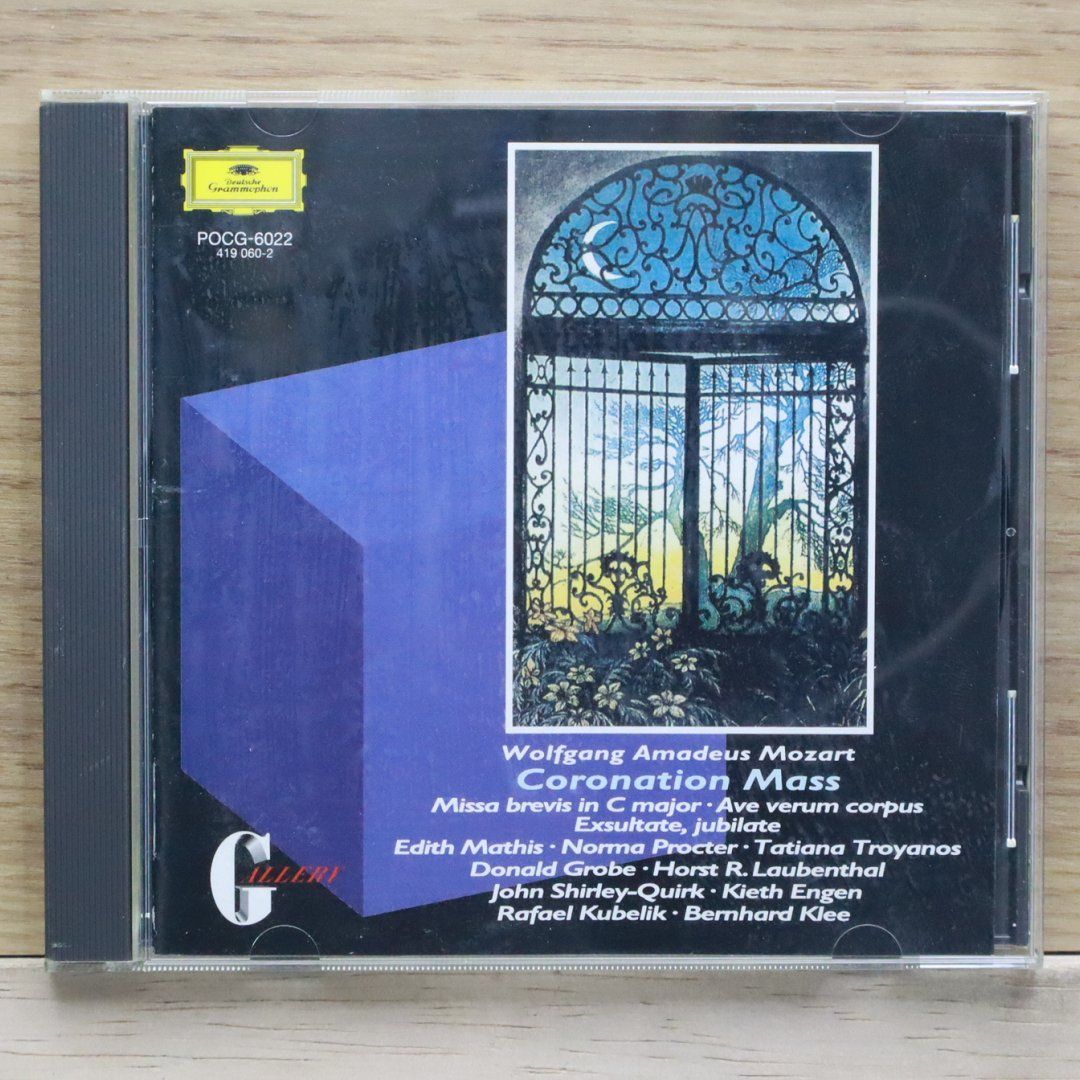 Deutsche
Grammophon
POCG-6022
419 060-2
Wolfgang Amadeus Mozart
Coronation Mass
Missa brevis in C major · Ave verum corpus
Exsultate, jubilate
Edith Mathis · Norma Procter · Tatiana Troyanos
Donald Grobe · Horst R. Laubenthal
John Shirley-Quirk · Kieth Engen
Rafael Kubelik · Bernhard Klee
GALLERY